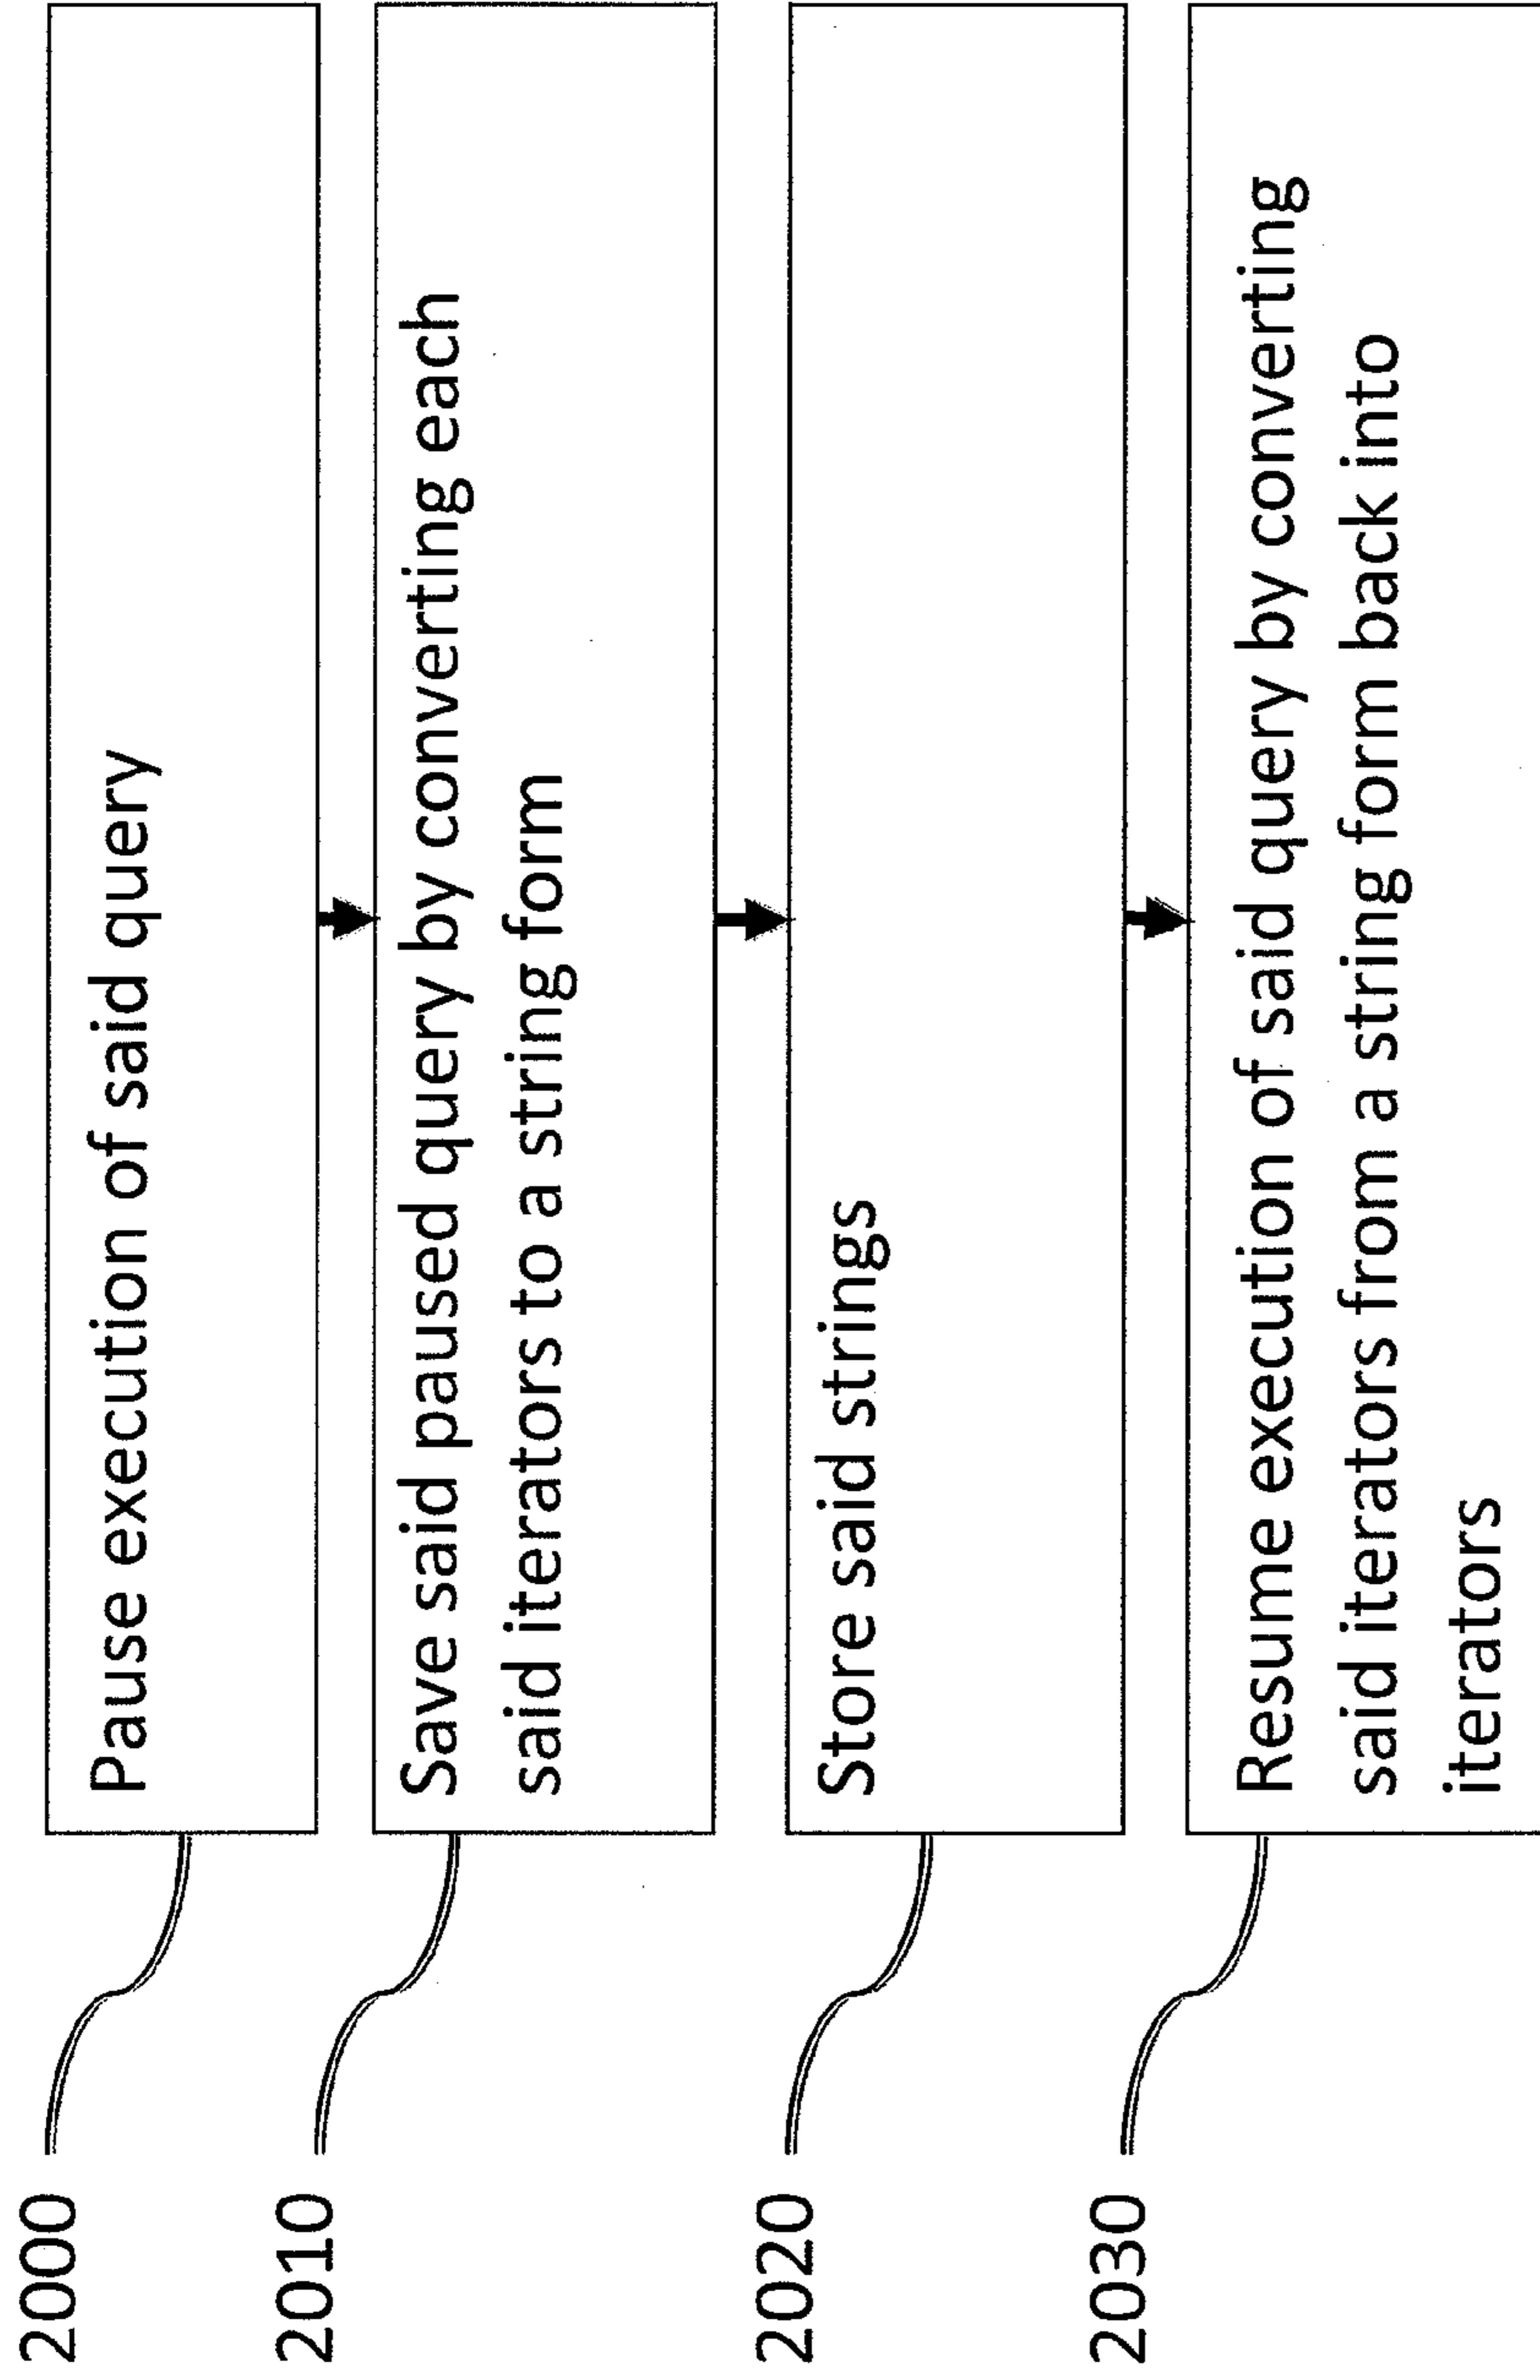 2000
Pause execution of said query
2010
Save said paused query by converting each
said iterators to a string form
2020
Store said strings
2030
Resume execution of said query by converting
said iterators from a string form back into
iterators